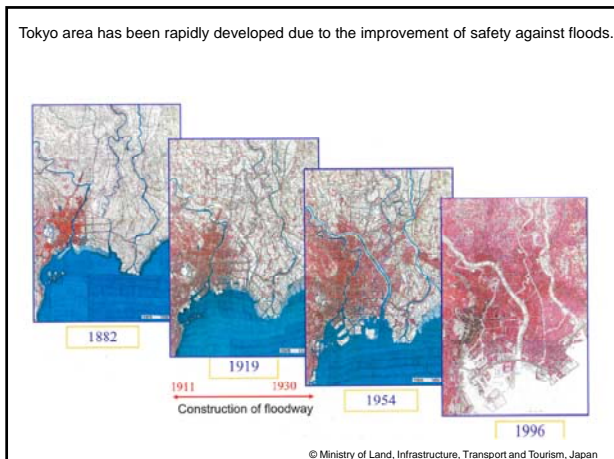 Tokyo area has been rapidly developed due to the improvement of safety against floods.
1882
1919
1911 1930
Construction of floodway
1954
1996
© Ministry of Land, Infrastructure, Transport and Tourism, Japan